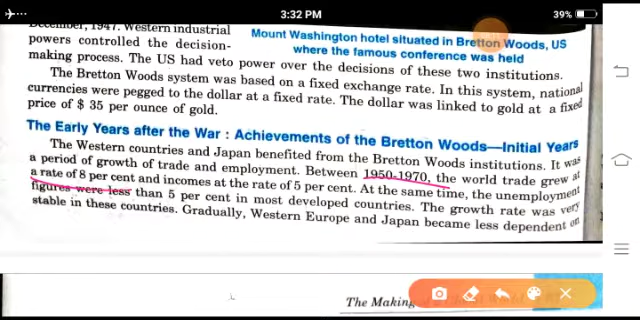 3:32 PM
39%
December, 1947. Western industrial
powers controlled the decision-
Mount Washington hotel situated in Bretton Woods, US
where the famous conference was held
making process. The US had veto power over the decisions of these two institutions.
The Bretton Woods system was based on a fixed exchange rate. In this system, national
currencies were pegged to the dollar at a fixed rate. The dollar was linked to gold at a fixed
price of $ 35 per ounce of gold.
The Early Years after the War : Achievements of the Bretton Woods—Initial Years
The Western countries and Japan benefited from the Bretton Woods institutions. It was
a period of growth of trade and employment. Between 1950-1970, the world trade grew at
a rate of 8 per cent and incomes at the rate of 5 per cent. At the same time, the unemployment
figures were less than 5 per cent in most developed countries. The growth rate was very
stable in these countries. Gradually, Western Europe and Japan became less dependent on
The Making